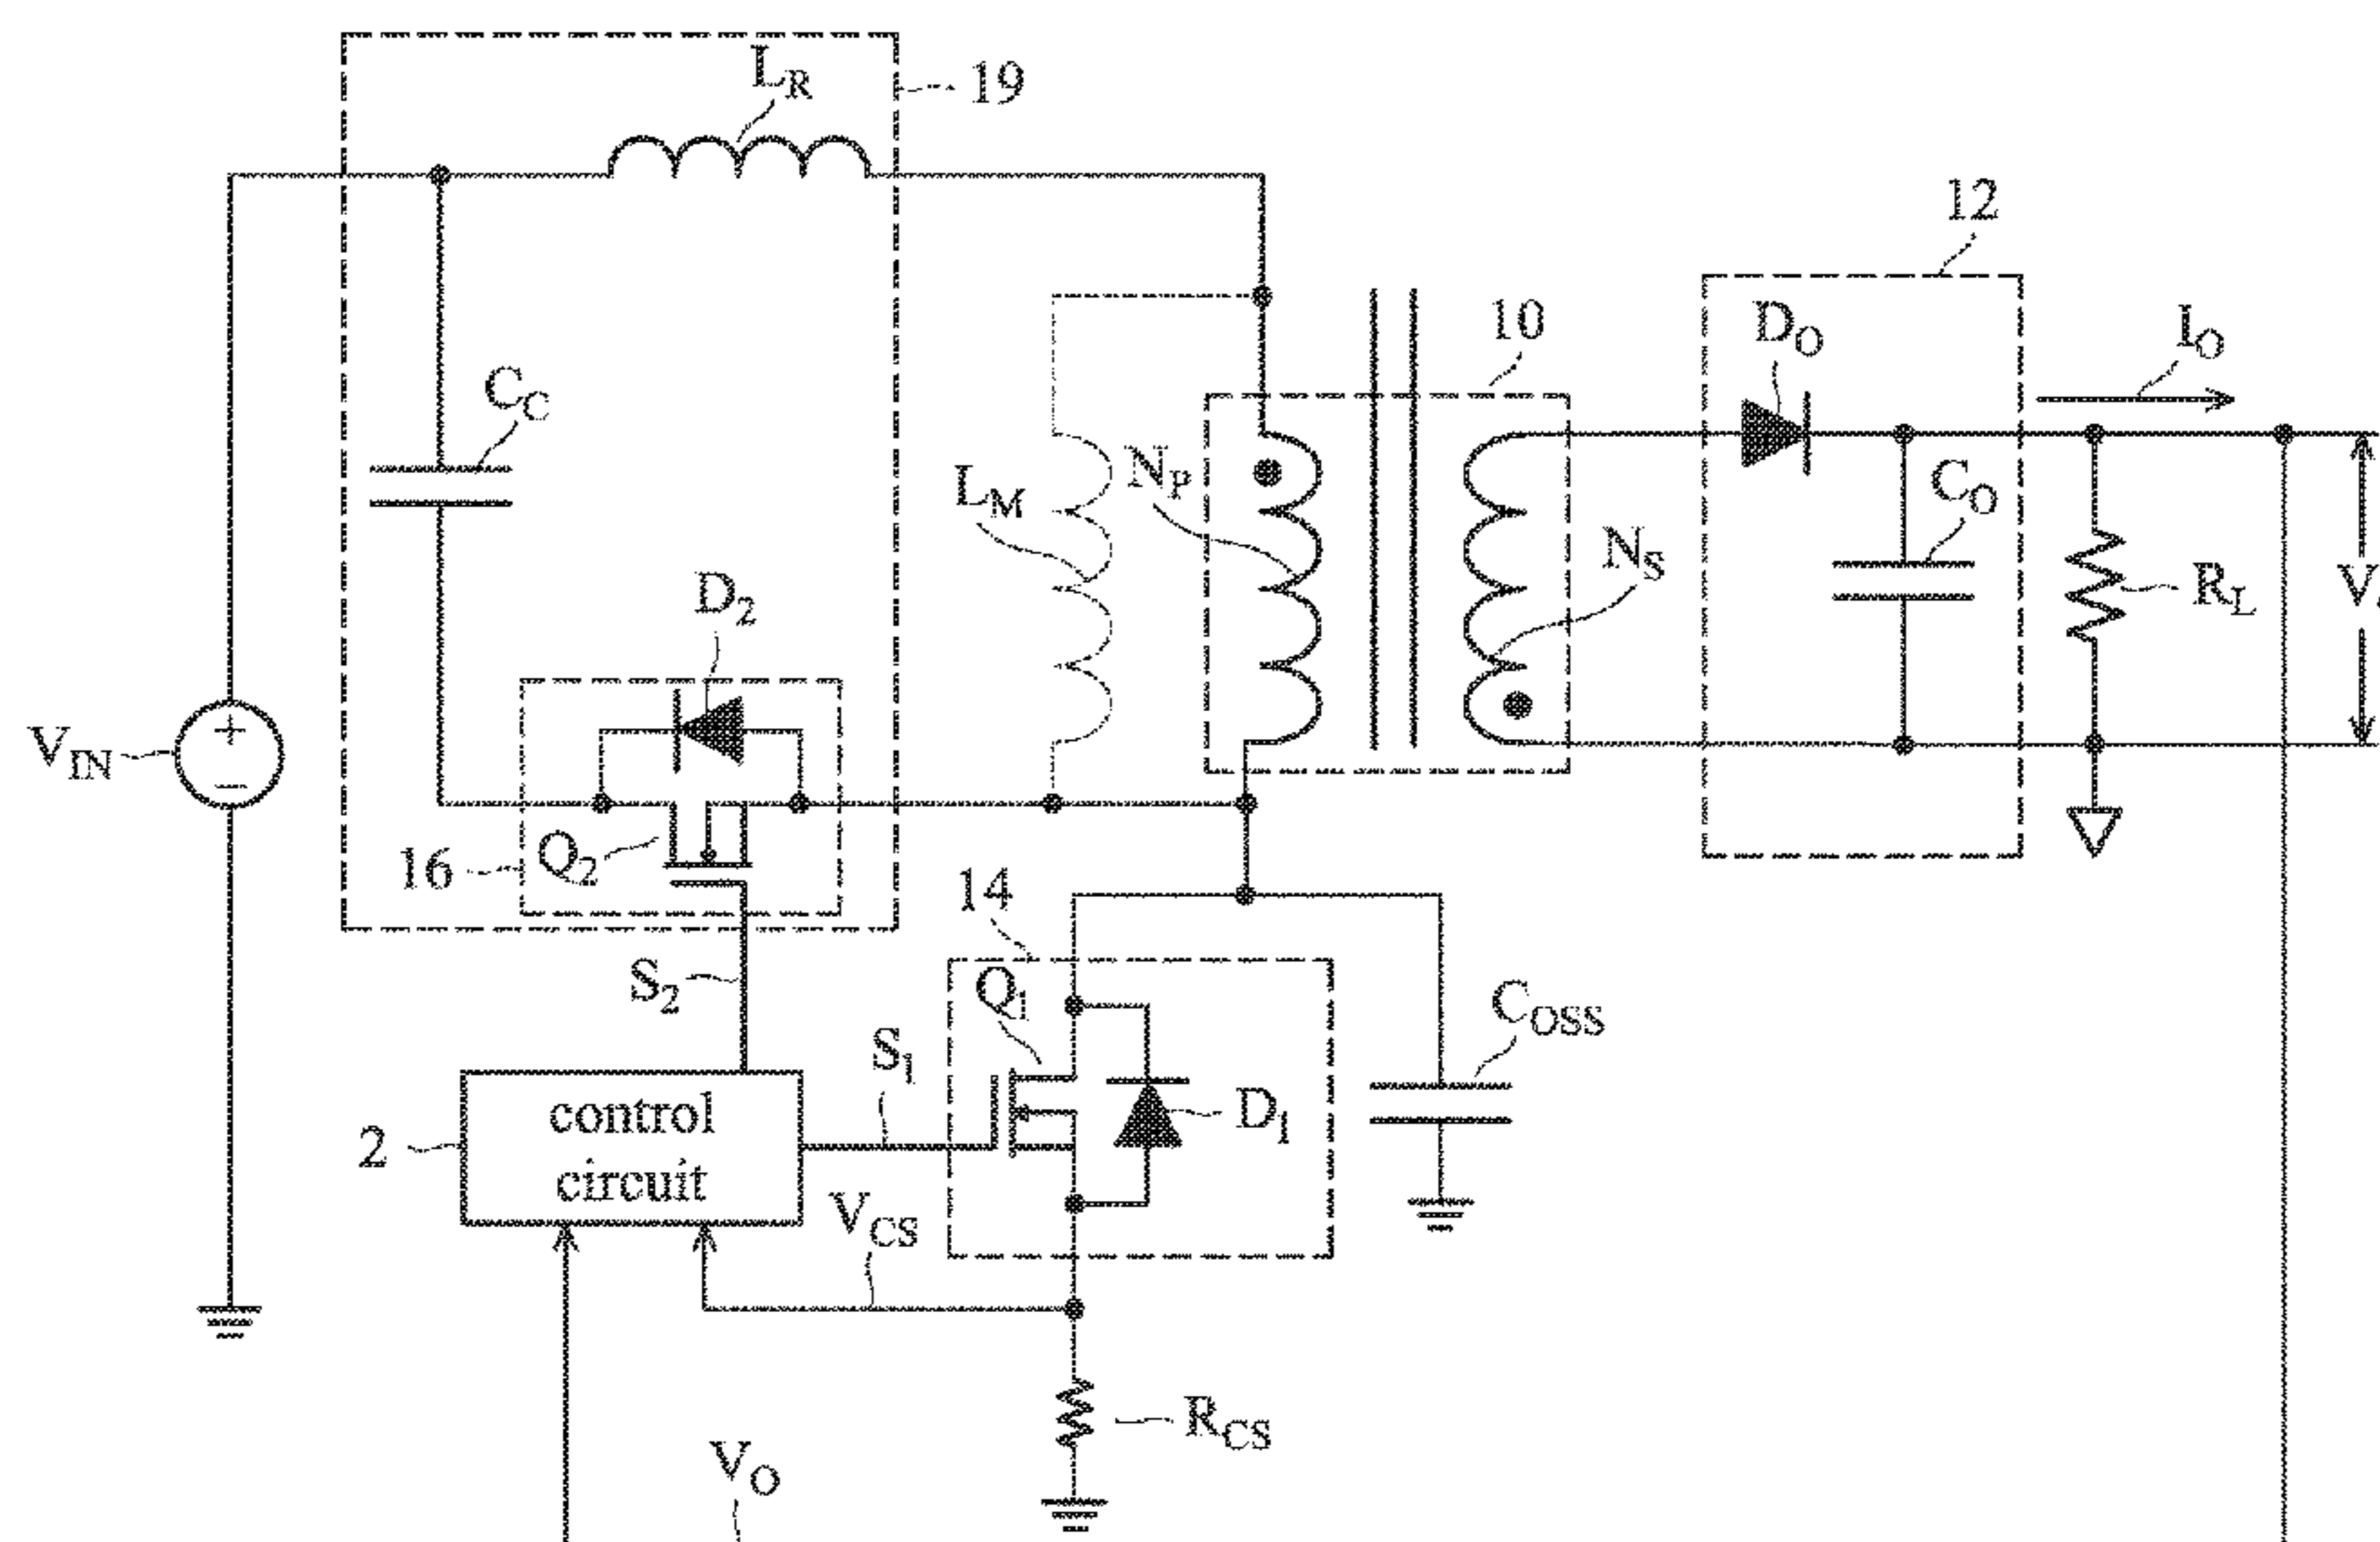 L_R
19
12
D_O
I_O
10
C_C
N_P
L_M
C_O
N_S
R_L
D_2
V_IN
+
−
Q_2
16
14
S_2
Q_1
C_OSS
S_1
D_1
2
control
circuit
V_CS
R_CS
V_O